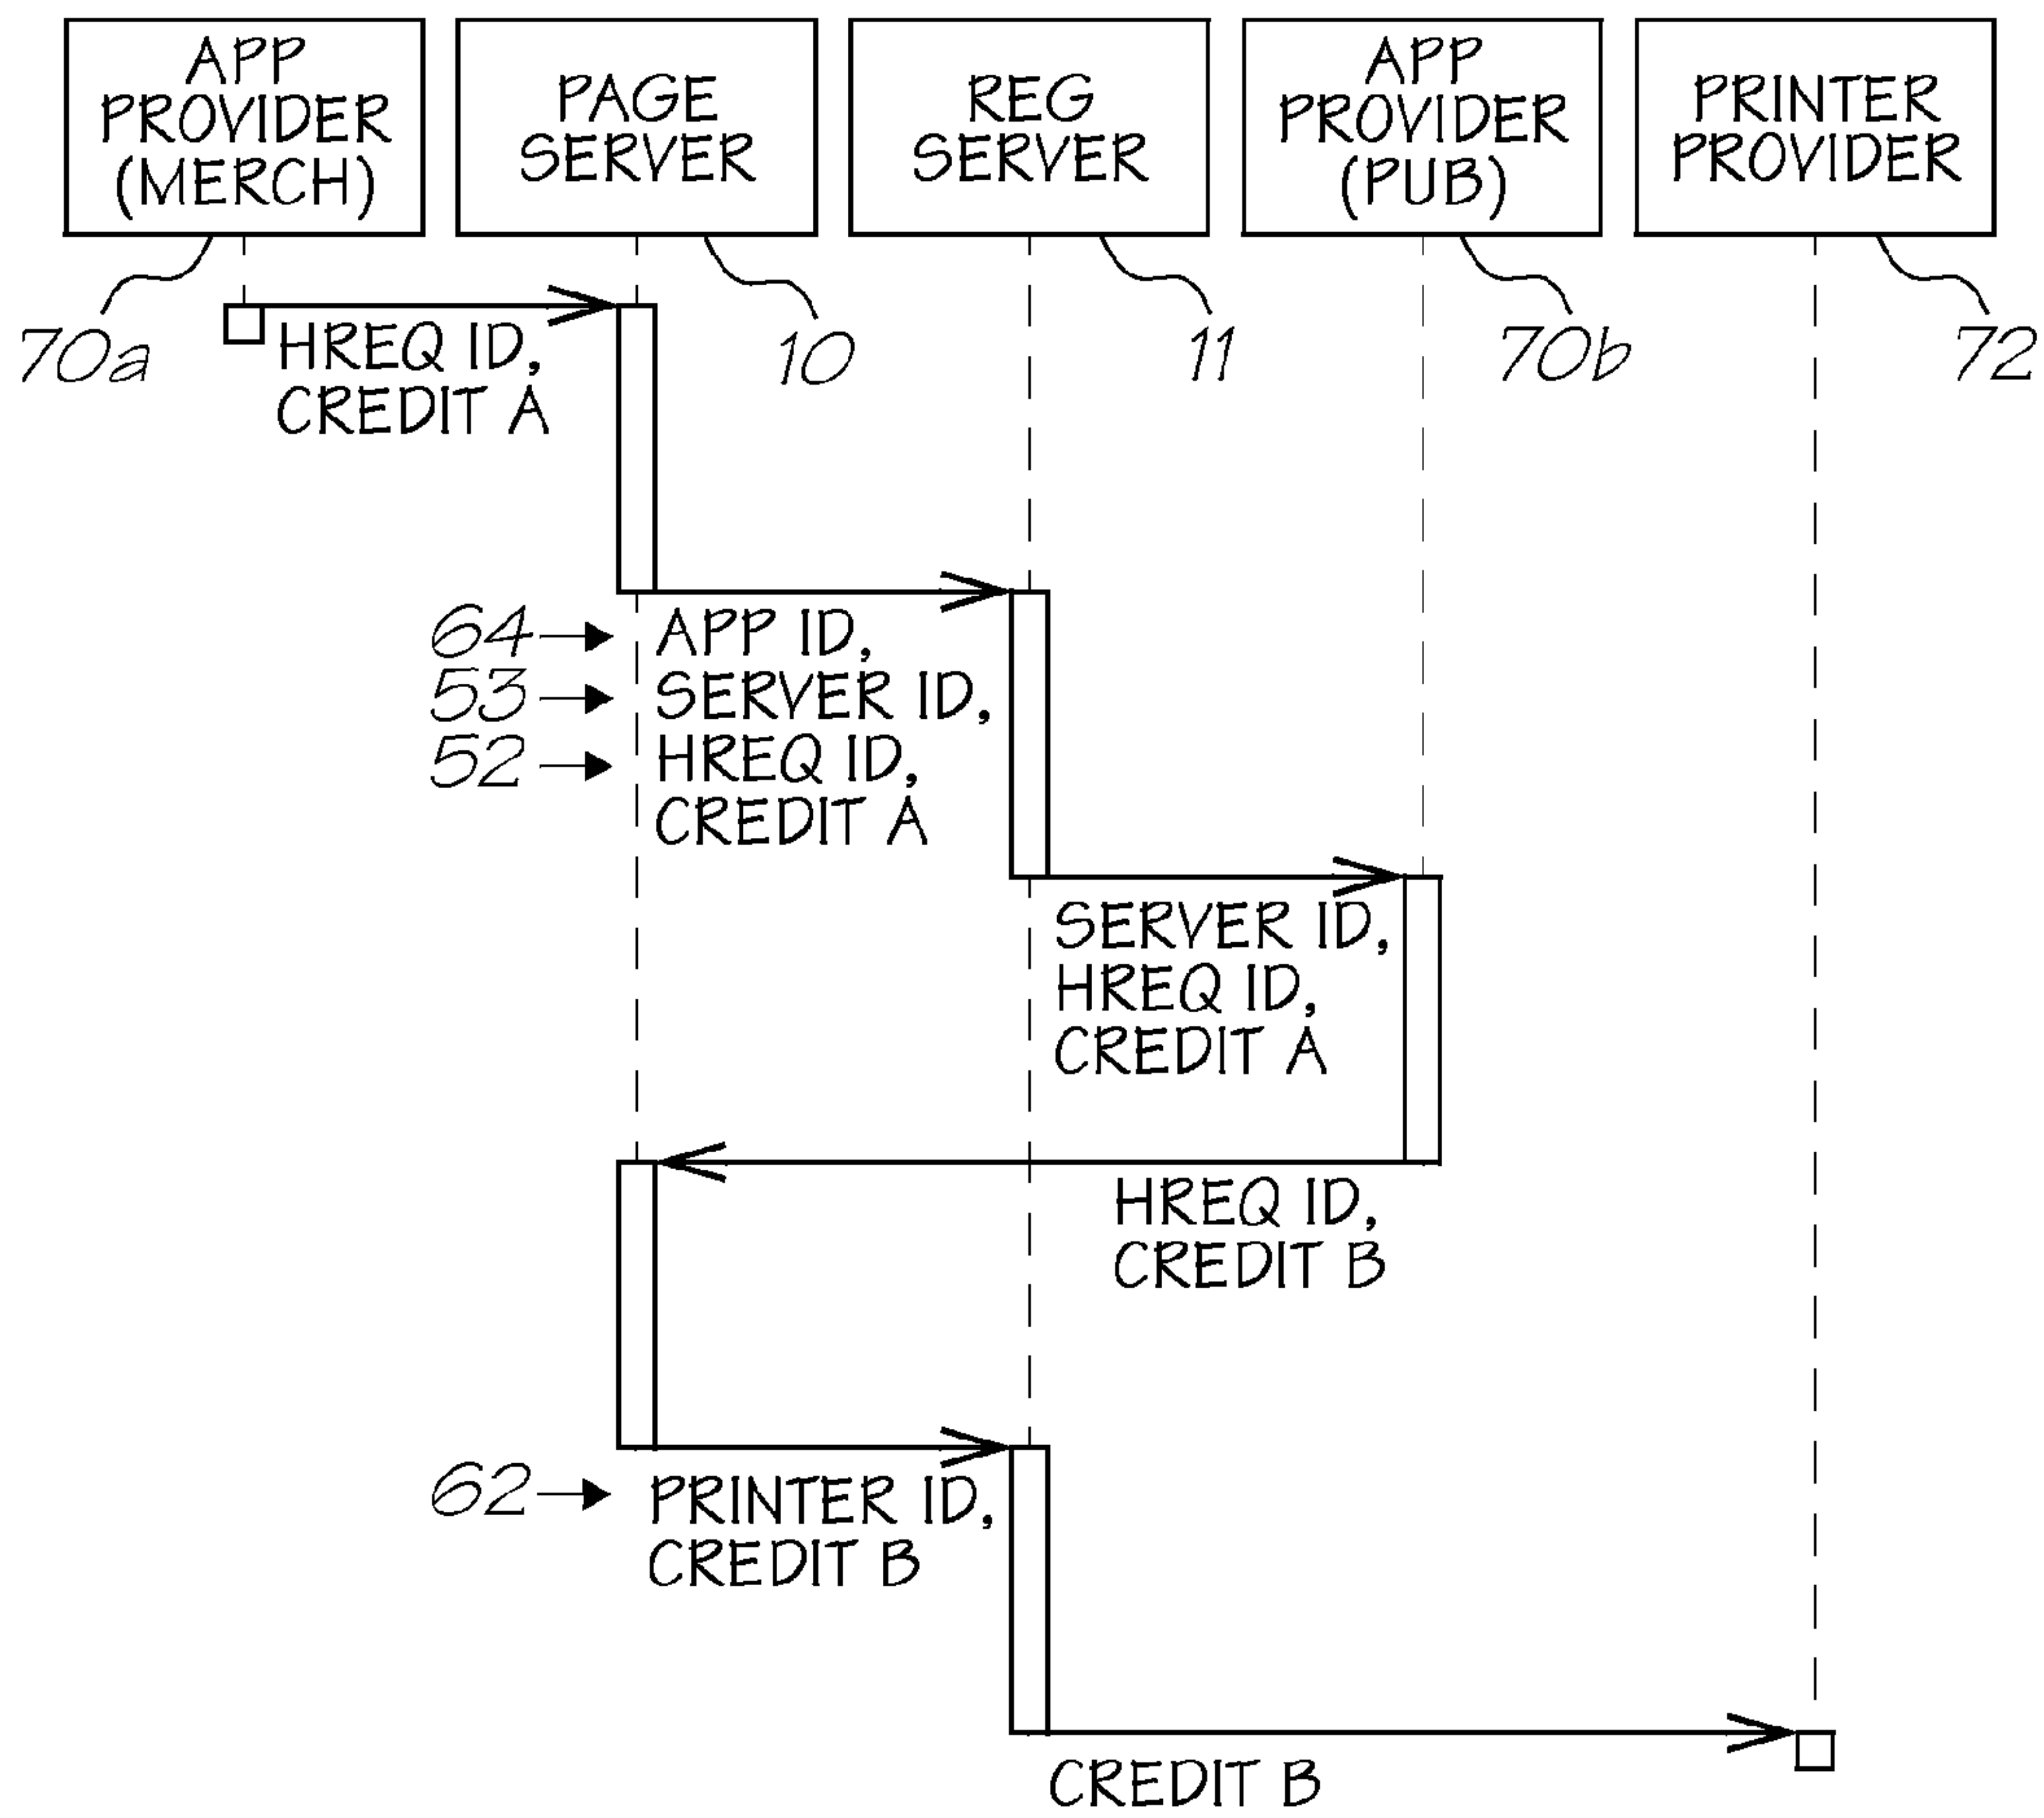 APP
PROVIDER
(MERCH)
PAGE
SERVER
REG
SERVER
APP
PROVIDER
(PUB)
PRINTER
PROVIDER
70a
10
11
70b
72
HREQ ID,
CREDIT A
64
APP ID,
53
SERVER ID,
52
HREQ ID,
CREDIT A
SERVER ID,
HREQ ID,
CREDIT A
HREQ ID,
CREDIT B
62
PRINTER ID,
CREDIT B
CREDIT B